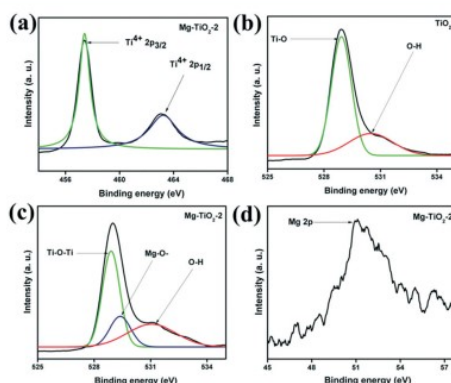 (a)
Mg-TiO2-2
Ti4+ 2p3/2
Ti4+ 2p1/2
Intensity (a. u.)
456 460 464 468
Binding energy (eV)
(b)
TiO2
Ti-O
O-H
Intensity (a. u.)
525 528 531 534
Binding energy (eV)
(c)
Mg-TiO2-2
Ti-O-Ti
Mg-O-
O-H
Intensity (a. u.)
525 528 531 534
Binding energy (eV)
(d)
Mg-TiO2-2
Mg 2p
Intensity (a. u.)
45 48 51 54 57
Binding energy (eV)